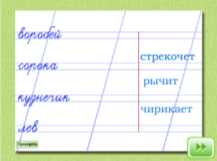 воробей
стрекочет
сорока
рычит
кузнечик
чирикает
лев